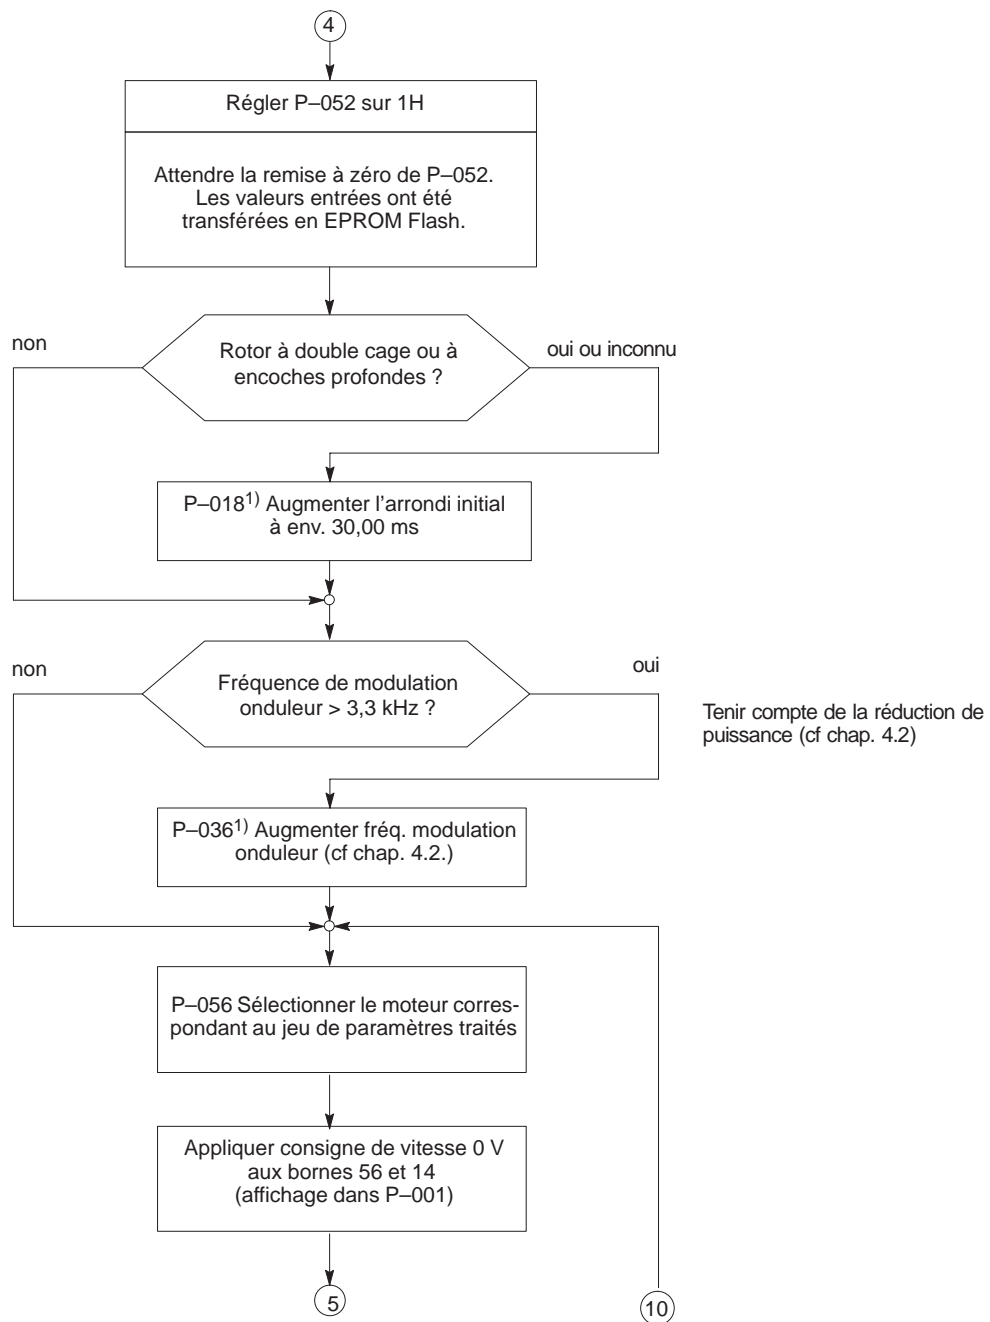 4
Régler P–052 sur 1H
Attendre la remise à zéro de P–052.
Les valeurs entrées ont été
transférées en EPROM Flash.
non
Rotor à double cage ou à
encoches profondes ?
oui ou inconnu
P–018¹⁾ Augmenter l'arrondi initial
à env. 30,00 ms
non
Fréquence de modulation
onduleur > 3,3 kHz ?
oui
Tenir compte de la réduction de
puissance (cf chap. 4.2)
P–036¹⁾ Augmenter fréq. modulation
onduleur (cf chap. 4.2.)
P–056 Sélectionner le moteur corres-
pondant au jeu de paramètres traités
Appliquer consigne de vitesse 0 V
aux bornes 56 et 14
(affichage dans P–001)
5
10